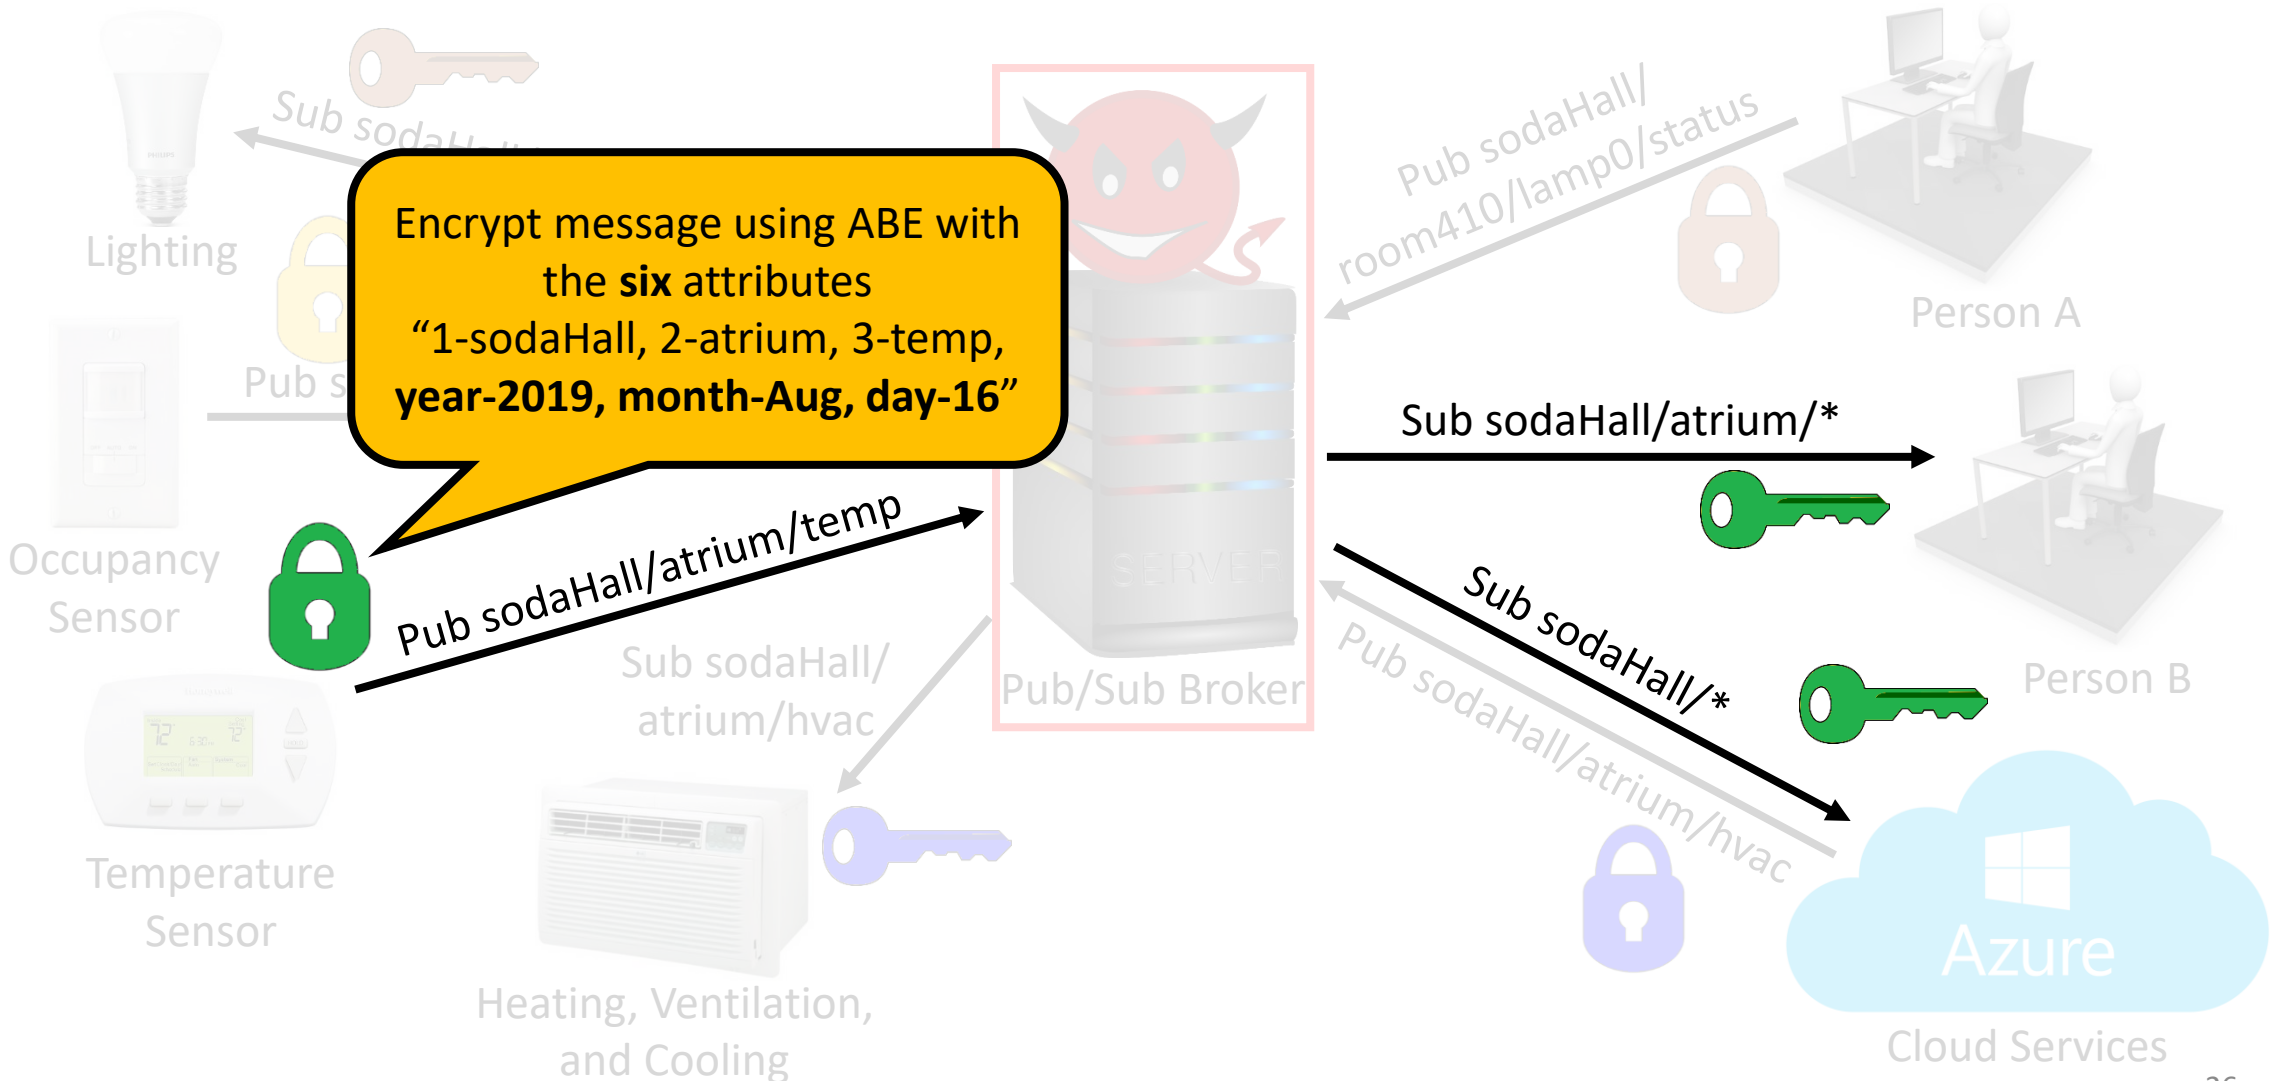 Sub sodaHall/
Lighting
Encrypt message using ABE with
the six attributes
“1-sodaHall, 2-atrium, 3-temp,
year-2019, month-Aug, day-16”
Pub sodaHall/
room410/lamp0/status
Person A
Pub s
Occupancy
Sensor
Pub sodaHall/atrium/temp
SERVER
Pub/Sub Broker
Sub sodaHall/atrium/*
Person B
Sub sodaHall/*
Pub sodaHall/atrium/hvac
Sub sodaHall/
atrium/hvac
Temperature
Sensor
Heating, Ventilation,
and Cooling
Azure
Cloud Services